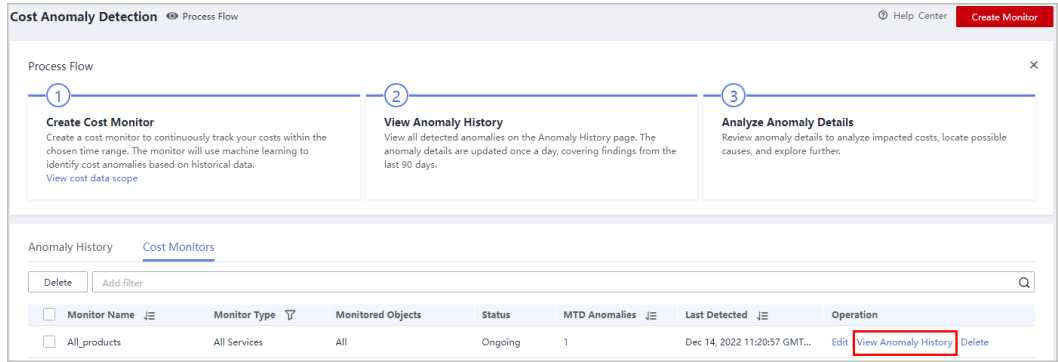 Cost Anomaly Detection Process Flow Help Center Create Monitor
Process Flow
1 2 3
Create Cost Monitor View Anomaly History Analyze Anomaly Details
Create a cost monitor to continuously track your costs within the View all detected anomalies on the Anomaly History page. The Review anomaly details to analyze impacted costs, locate possible
chosen time range. The monitor will use machine learning to anomaly details are updated once a day, covering findings from the causes, and explore further.
identify cost anomalies based on historical data. last 90 days.
View cost data scope
Anomaly History Cost Monitors
Delete Add filter
Monitor Name Monitor Type Monitored Objects Status MTD Anomalies Last Detected Operation
All_products All Services All Ongoing 1 Dec 14, 2022 11:20:57 GMT... Edit View Anomaly History Delete